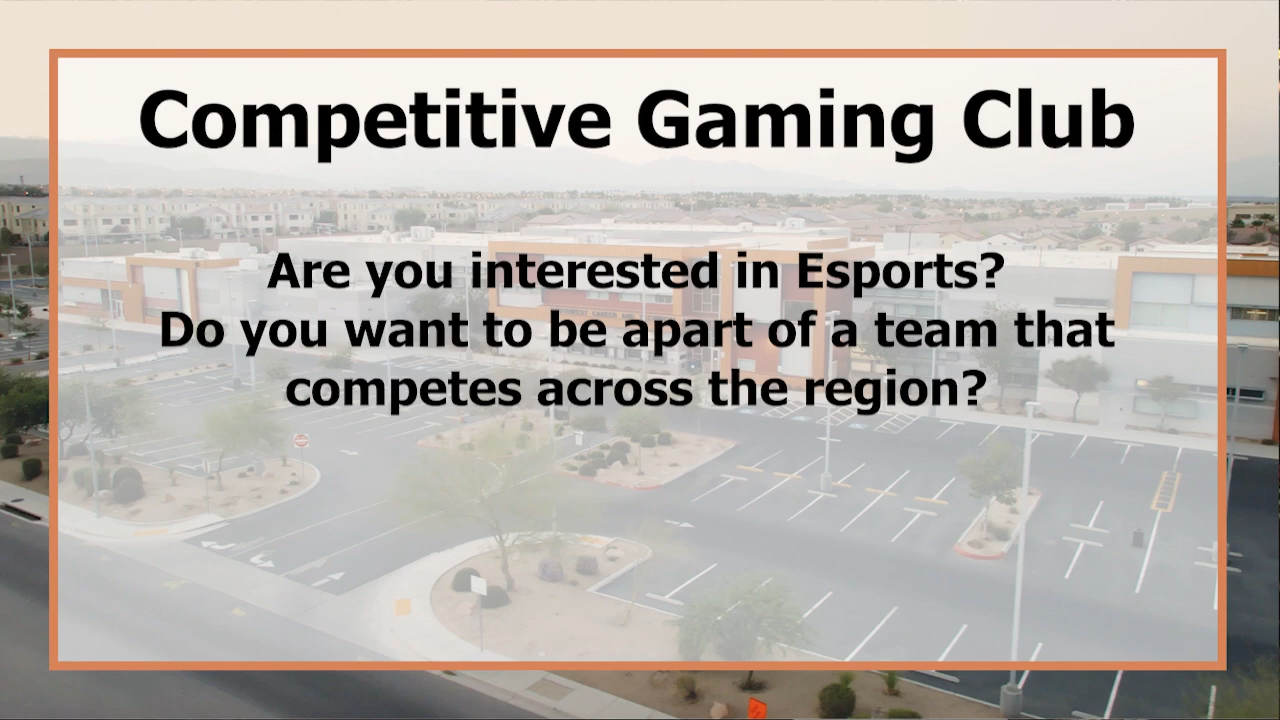 Competitive Gaming Club
Are you interested in Esports?
Do you want to be apart of a team that
competes across the region?